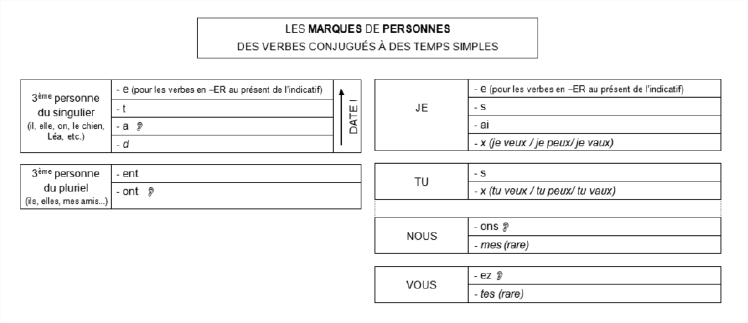 LES MARQUES DE PERSONNES
DES VERBES CONJUGUÉS À DES TEMPS SIMPLES
3ème personne
du singulier
(il, elle, on, le chien,
Léa, etc.)
- e (pour les verbes en –ER au présent de l'indicatif)
- t
- a
- d
DATE !
3ème personne
du pluriel
(ils, elles, mes amis...)
- ent
- ont
JE
- e (pour les verbes en –ER au présent de l'indicatif)
- s
- ai
- x (je veux / je peux/ je vaux)
TU
- s
- x (tu veux / tu peux/ tu vaux)
NOUS
- ons
- mes (rare)
VOUS
- ez
- tes (rare)